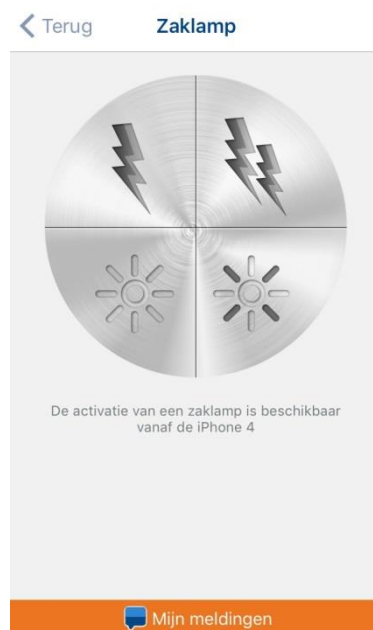 Terug
Zaklamp
De activatie van een zaklamp is beschikbaar
vanaf de iPhone 4
Mijn meldingen